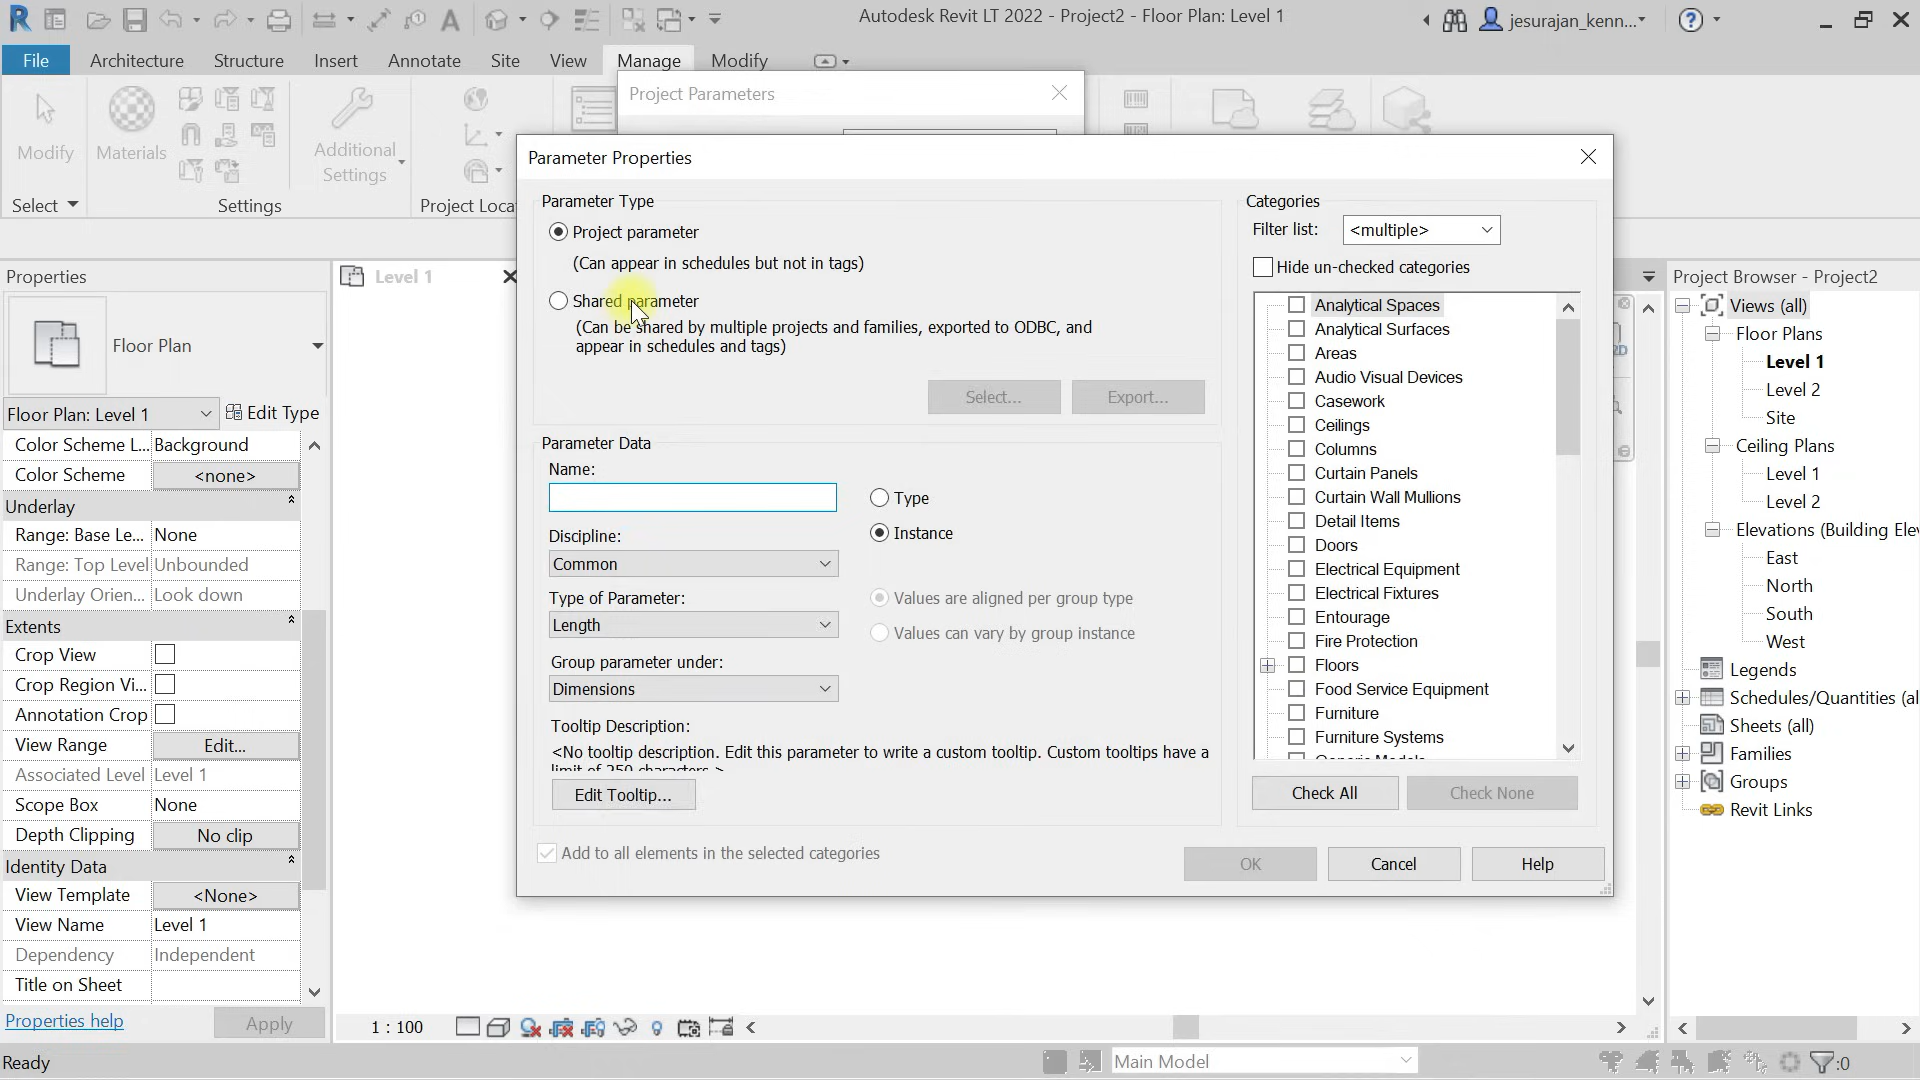 Autodesk Revit LT 2022 - Project2 - Floor Plan: Level 1
jesurajan_kenn...
File
Architecture
Structure
Insert
Annotate
Site
View
Manage
Modify
Modify
Materials
Additional
Settings
Select
Settings
Project Loca
Project Parameters
Parameter Properties
Parameter Type
Project parameter
(Can appear in schedules but not in tags)
Shared parameter
(Can be shared by multiple projects and families, exported to ODBC, and
appear in schedules and tags)
Select...
Export...
Parameter Data
Name:
Type
Instance
Discipline:
Common
Type of Parameter:
Length
Values are aligned per group type
Values can vary by group instance
Group parameter under:
Dimensions
Tooltip Description:
<No tooltip description. Edit this parameter to write a custom tooltip. Custom tooltips have a
limit of 250 characters.>
Edit Tooltip...
Add to all elements in the selected categories
Categories
Filter list:
<multiple>
Hide un-checked categories
Analytical Spaces
Analytical Surfaces
Areas
Audio Visual Devices
Casework
Ceilings
Columns
Curtain Panels
Curtain Wall Mullions
Detail Items
Doors
Electrical Equipment
Electrical Fixtures
Entourage
Fire Protection
Floors
Food Service Equipment
Furniture
Furniture Systems
Generic Models
Check All
Check None
OK
Cancel
Help
Properties
Floor Plan
Floor Plan: Level 1
Edit Type
Color Scheme L... Background
Color Scheme <none>
Underlay
Range: Base Le... None
Range: Top Level Unbounded
Underlay Orien... Look down
Extents
Crop View
Crop Region Vi...
Annotation Crop
View Range Edit...
Associated Level Level 1
Scope Box None
Depth Clipping No clip
Identity Data
View Template <None>
View Name Level 1
Dependency Independent
Title on Sheet
Properties help
Apply
Level 1
Project Browser - Project2
Views (all)
Floor Plans
Level 1
Level 2
Site
Ceiling Plans
Level 1
Level 2
Elevations (Building Ele
East
North
South
West
Legends
Schedules/Quantities (al
Sheets (all)
Families
Groups
Revit Links
1 : 100
Ready
Main Model
:0